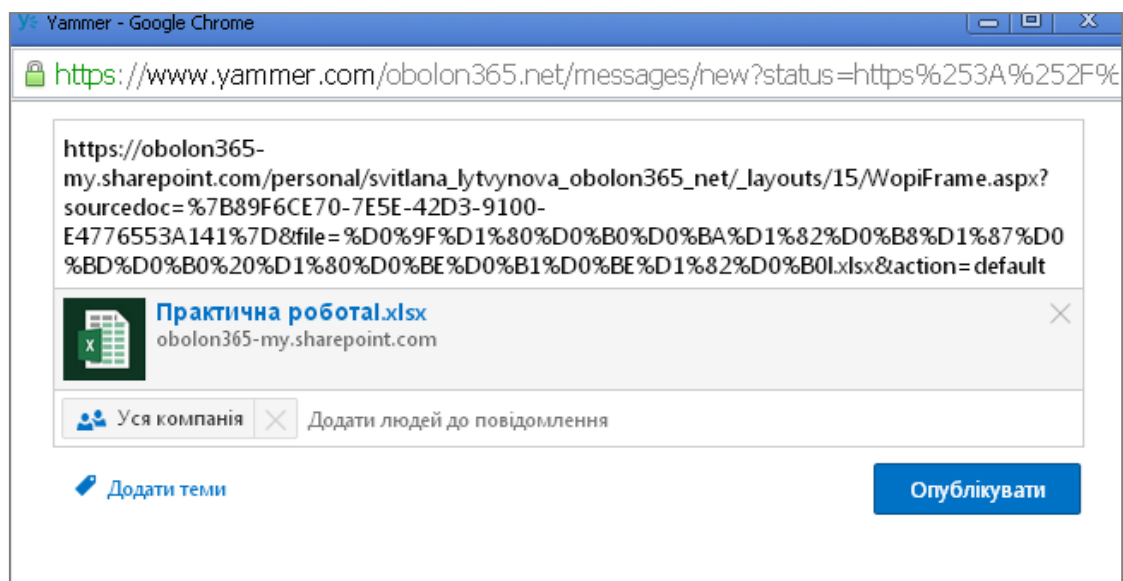 Yammer - Google Chrome
https://www.yammer.com/obolon365.net/messages/new?status=https%253A%252F%
https://obolon365-
my.sharepoint.com/personal/svitlana_lytvynova_obolon365_net/_layouts/15/WopiFrame.aspx?
sourcedoc=%7B89F6CE70-7E5E-42D3-9100-
E4776553A141%7D&file=%D0%9F%D1%80%D0%B0%D0%BA%D1%82%D0%B8%D1%87%D0
%BD%D0%B0%20%D1%80%D0%BE%D0%B1%D0%BE%D1%82%D0%B0l.xlsx&action=default
Практична роботаl.xlsx
obolon365-my.sharepoint.com
Уся компанія Додати людей до повідомлення
Додати теми Опублікувати